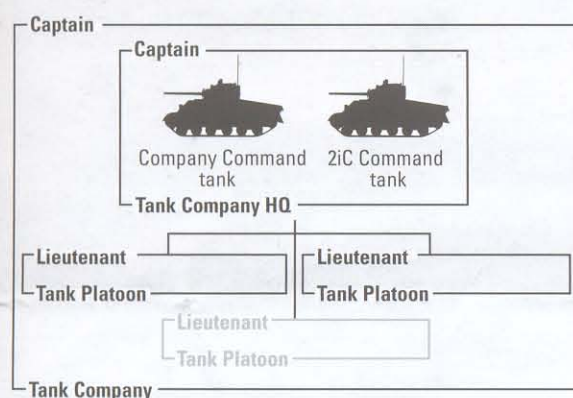 Captain
Captain
Company Command tank
2iC Command tank
Tank Company HQ
Lieutenant
Tank Platoon
Lieutenant
Tank Platoon
Lieutenant
Tank Platoon
Tank Company